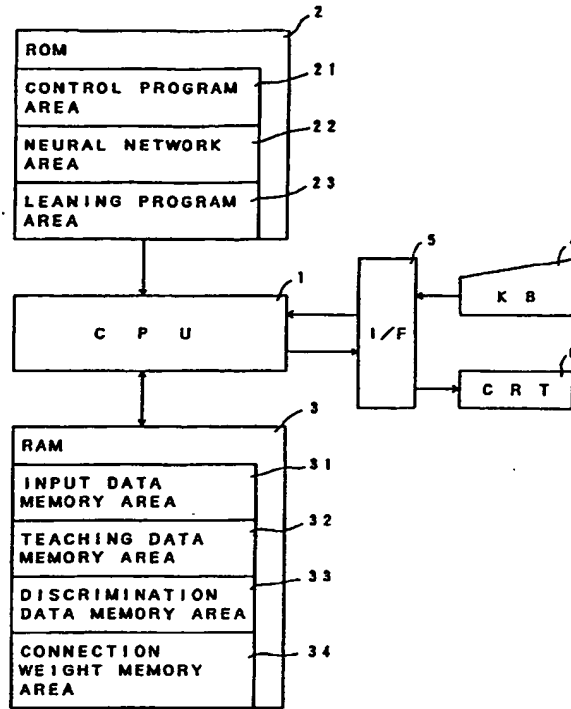 2
ROM
21
CONTROL PROGRAM
AREA
22
NEURAL NETWORK
AREA
23
LEANING PROGRAM
AREA
1
C P U
5
I/F
K B
C R T
3
RAM
31
INPUT DATA
MEMORY AREA
32
TEACHING DATA
MEMORY AREA
33
DISCRIMINATION
DATA MEMORY AREA
34
CONNECTION
WEIGHT MEMORY
AREA